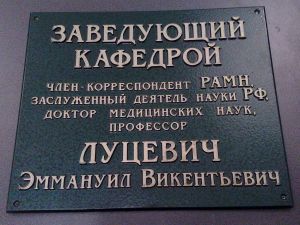 ЗАВЕДУЮЩИЙ
КАФЕДРОЙ
ЧЛЕН-КОРРЕСПОНДЕНТ РАМН,
ЗАСЛУЖЕННЫЙ ДЕЯТЕЛЬ НАУКИ РФ,
ДОКТОР МЕДИЦИНСКИХ НАУК,
ПРОФЕССОР
ЛУЦЕВИЧ
ЭММАНУИЛ ВИКЕНТЬЕВИЧ